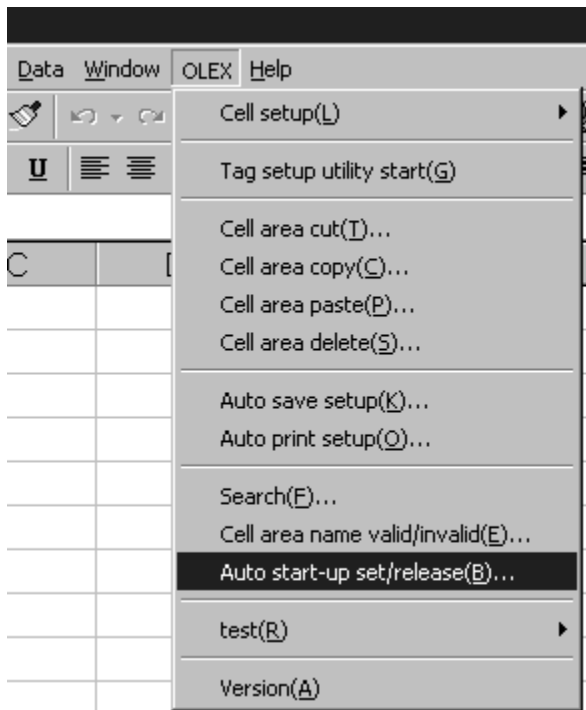 Data Window OLEX Help
Cell setup(L)
U
Tag setup utility start(G)
Cell area cut(T)...
C
Cell area copy(C)...
Cell area paste(P)...
Cell area delete(S)...
Auto save setup(K)...
Auto print setup(O)...
Search(F)...
Cell area name valid/invalid(E)...
Auto start-up set/release(B)...
test(R)
Version(A)